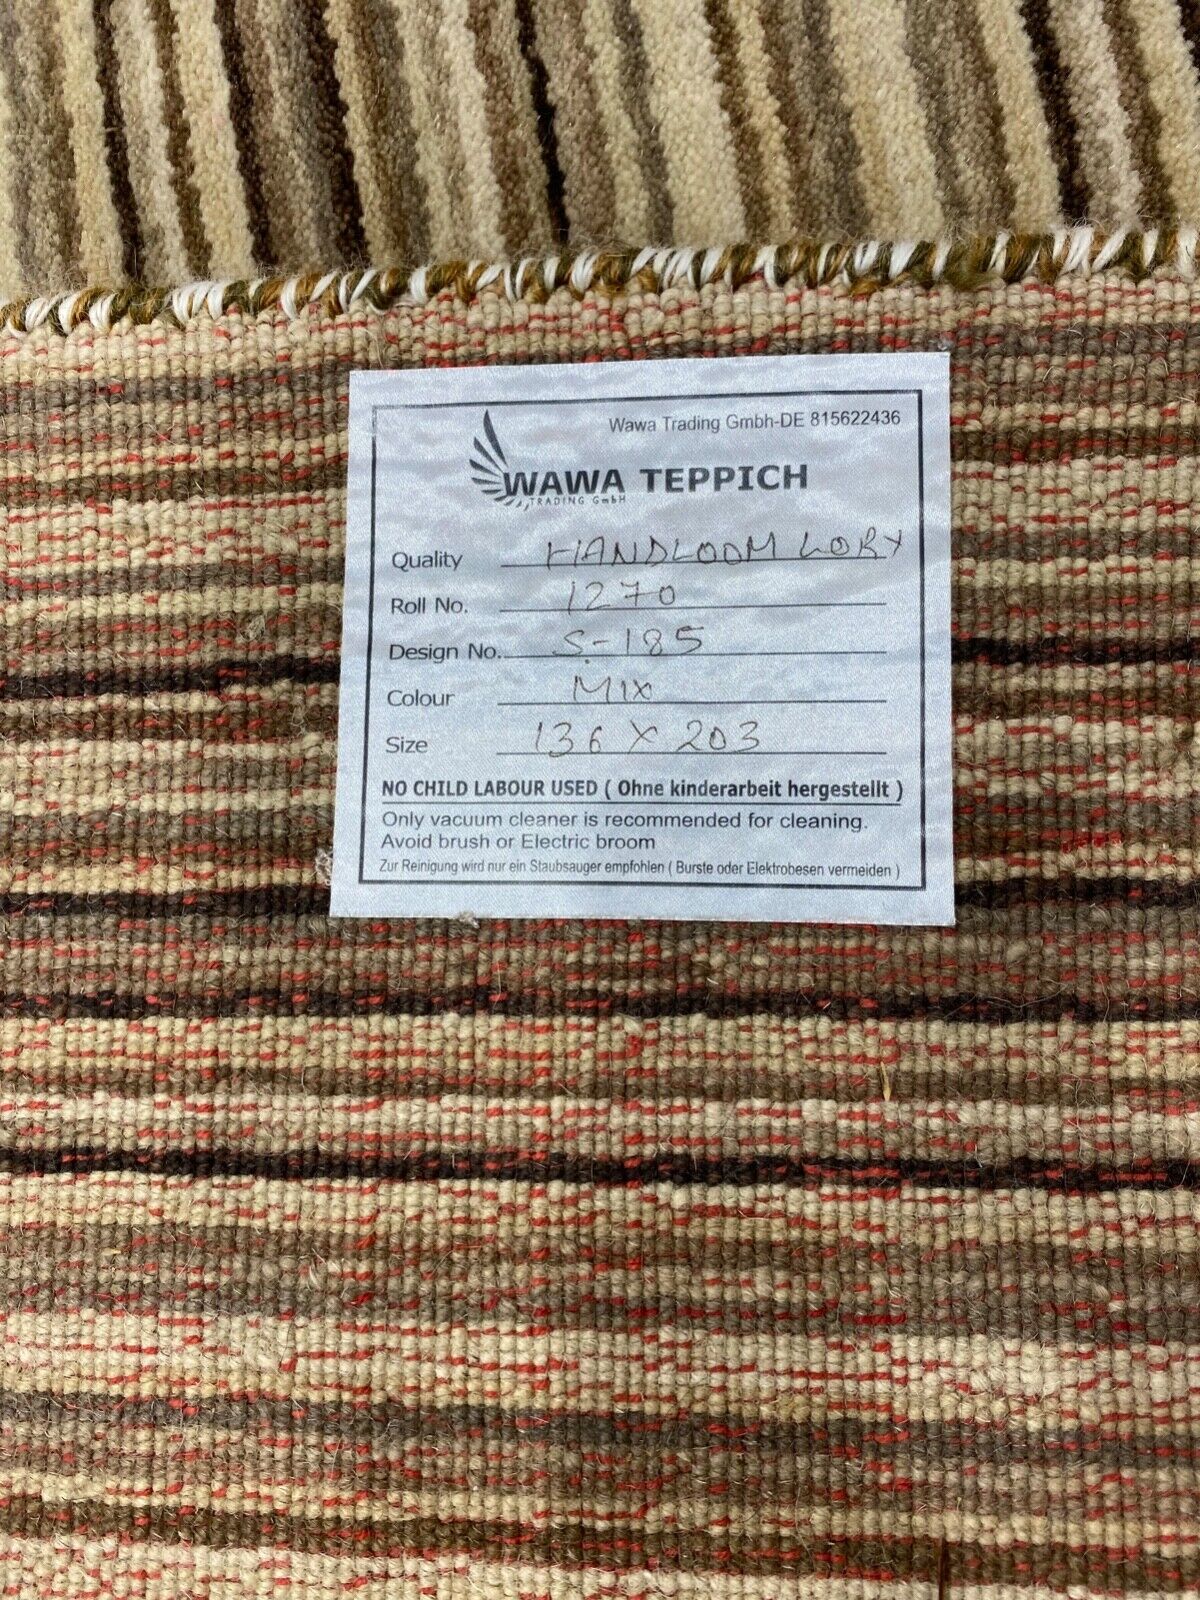 Wawa Trading Gmbh-DE 815622436
WAWA TEPPICH
TRADING GmbH
Quality HANDLOOM LORY
Roll No. 1270
Design No.. S-185
Colour MIX
Size 136 X 203
NO CHILD LABOUR USED ( Ohne kinderarbeit hergestellt )
Only vacuum cleaner is recommended for cleaning.
Avoid brush or Electric broom
Zur Reinigung wird nur ein Staubsauger empfohlen ( Burste oder Elektrobesen vermeiden )